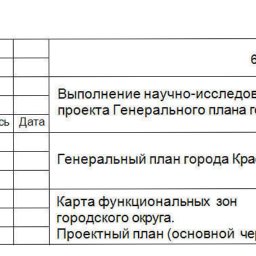 6
Выполнение научно-исследов
проекта Генерального плана г
сь Дата
Генеральный план города Кра
Карта функциональных зон
городского округа.
Проектный план (основной чер